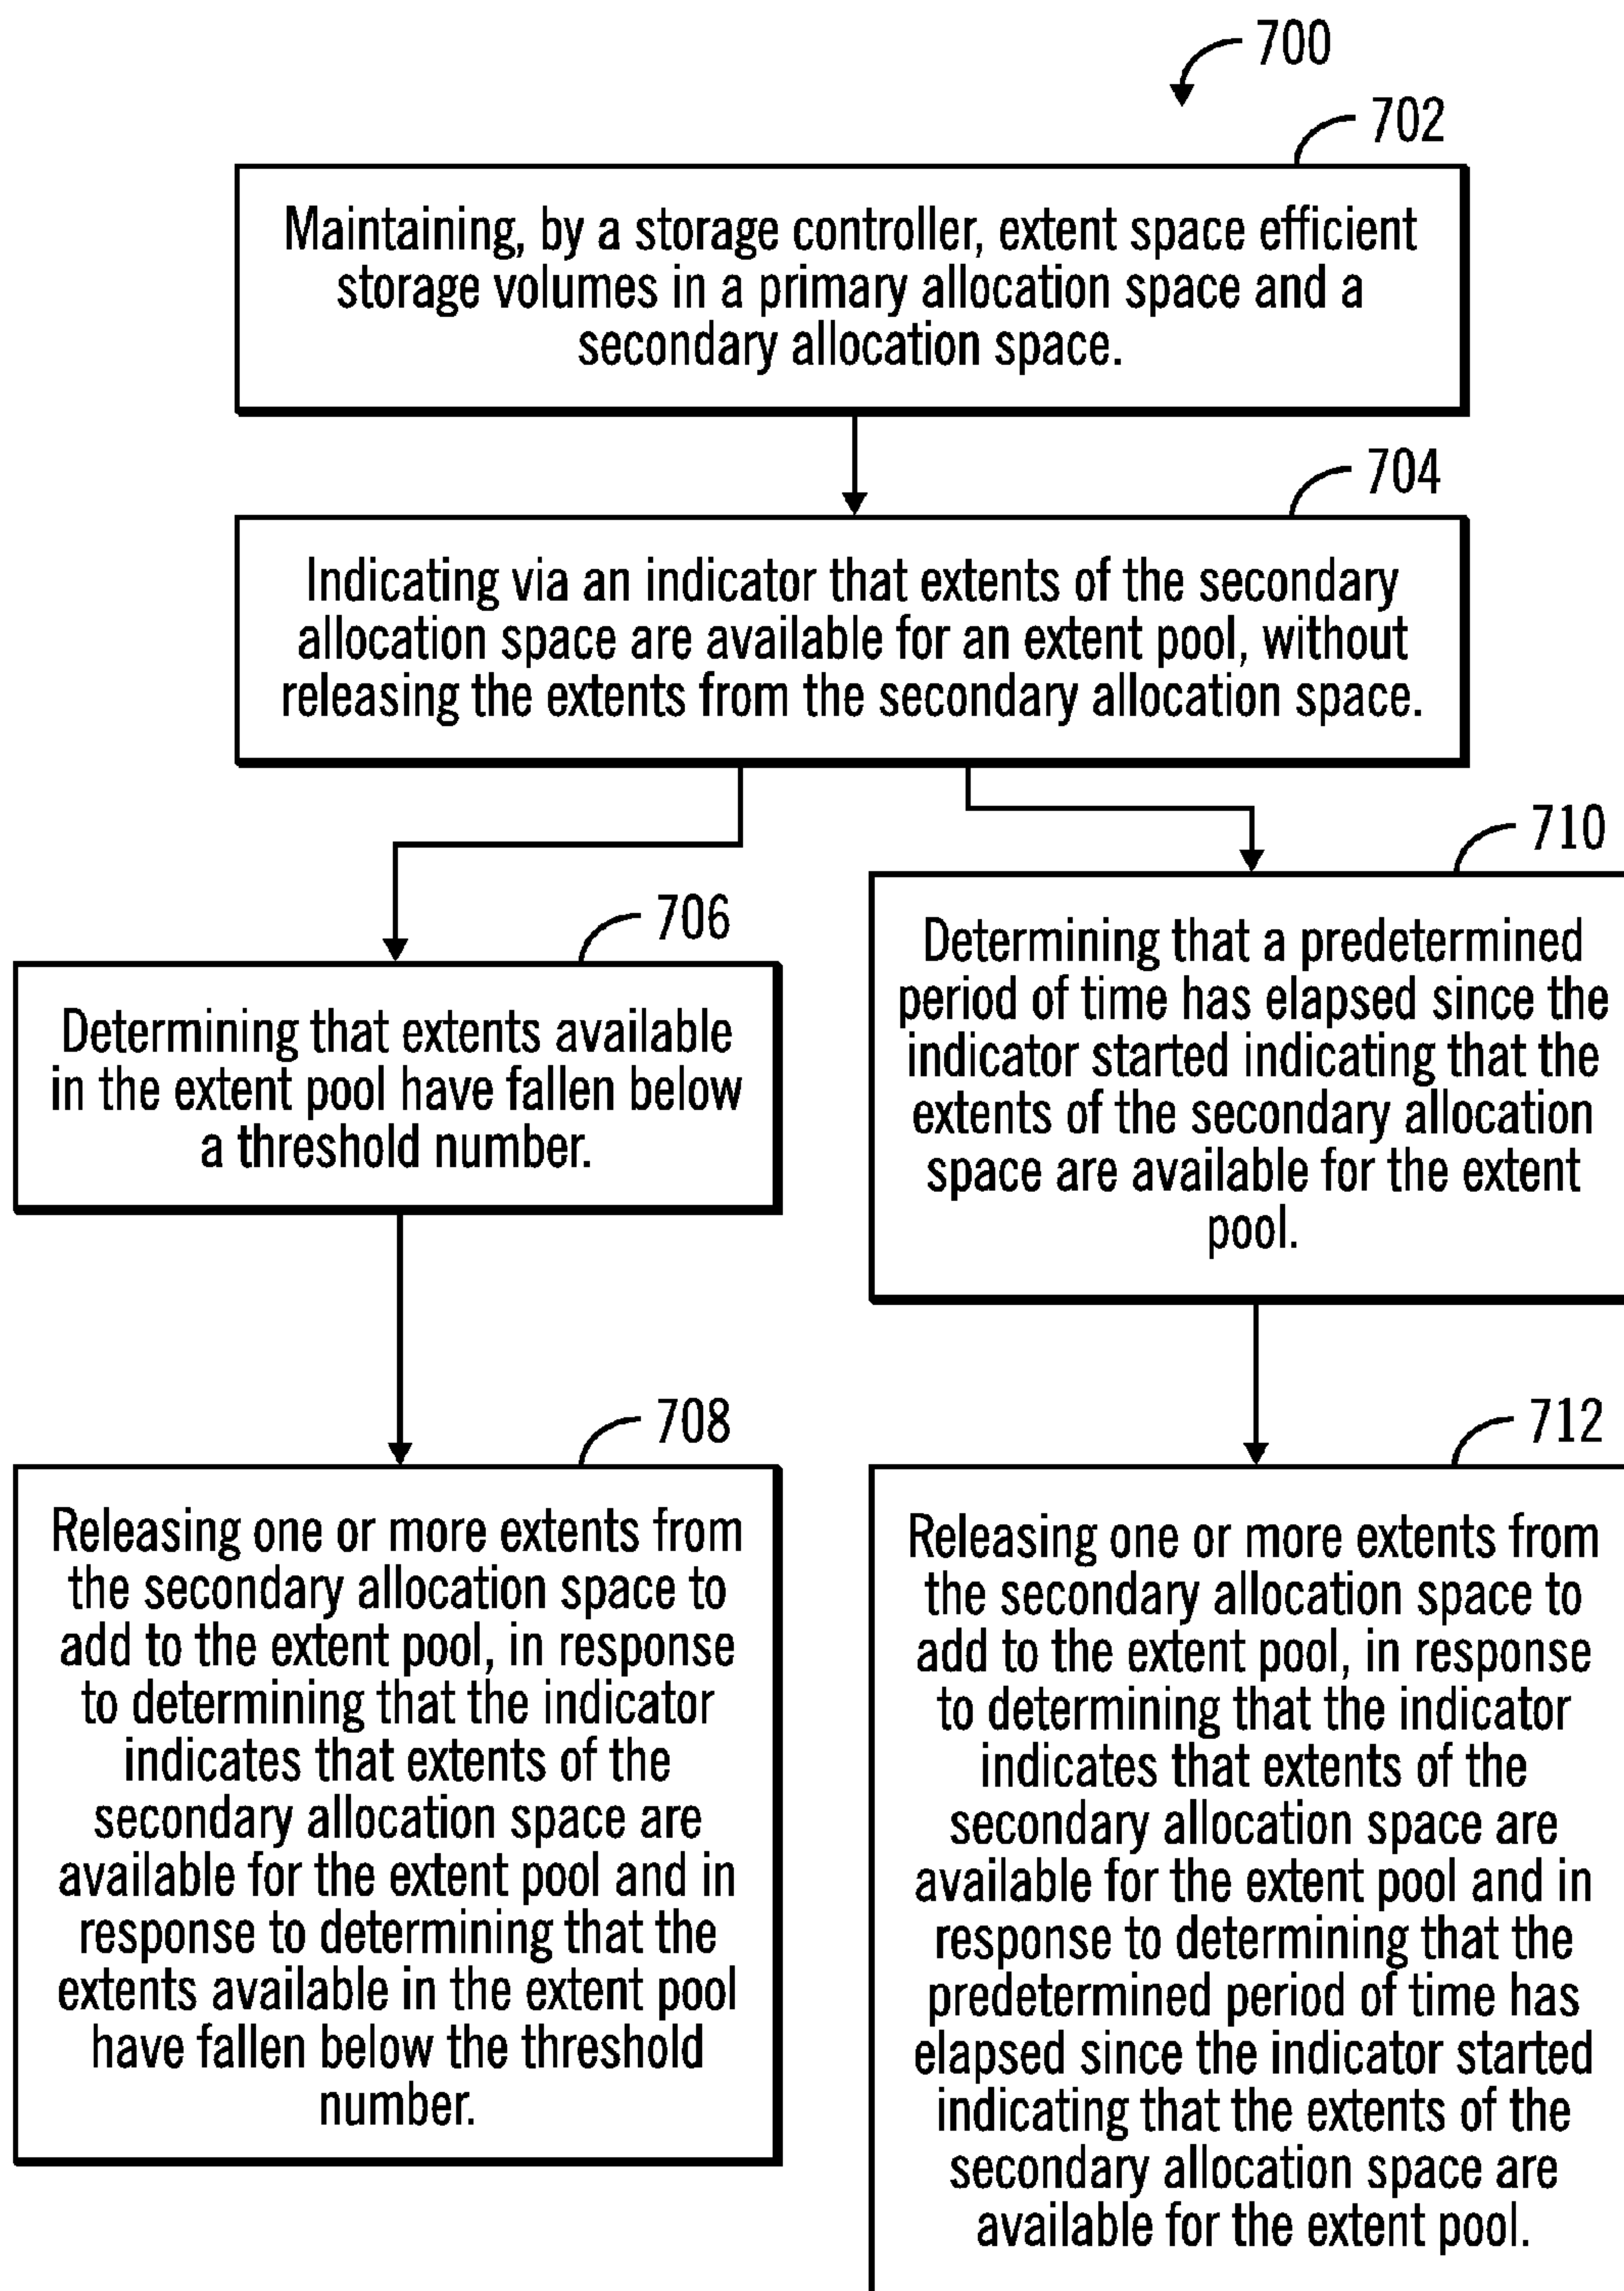 700
702
Maintaining, by a storage controller, extent space efficient
storage volumes in a primary allocation space and a
secondary allocation space.
704
Indicating via an indicator that extents of the secondary
allocation space are available for an extent pool, without
releasing the extents from the secondary allocation space.
706
Determining that extents available
in the extent pool have fallen below
a threshold number.
710
Determining that a predetermined
period of time has elapsed since the
indicator started indicating that the
extents of the secondary allocation
space are available for the extent
pool.
708
Releasing one or more extents from
the secondary allocation space to
add to the extent pool, in response
to determining that the indicator
indicates that extents of the
secondary allocation space are
available for the extent pool and in
response to determining that the
extents available in the extent pool
have fallen below the threshold
number.
712
Releasing one or more extents from
the secondary allocation space to
add to the extent pool, in response
to determining that the indicator
indicates that extents of the
secondary allocation space are
available for the extent pool and in
response to determining that the
predetermined period of time has
elapsed since the indicator started
indicating that the extents of the
secondary allocation space are
available for the extent pool.